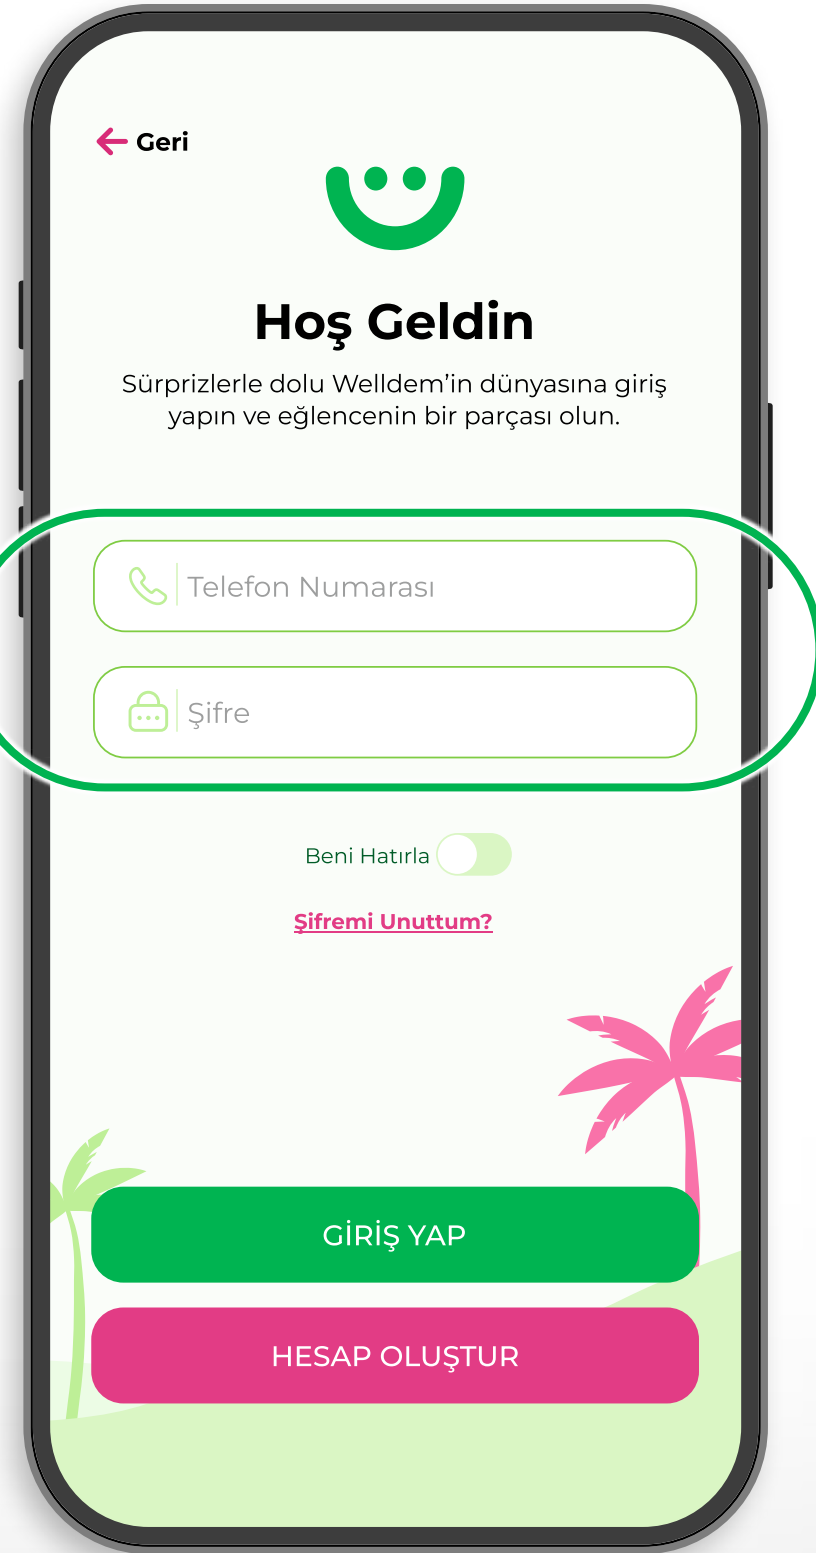 Geri
Hoş Geldin
Sürprizlerle dolu Welldem’in dünyasına giriş
yapın ve eğlencenin bir parçası olun.
Telefon Numarası
Şifre
Beni Hatırla
Şifremi Unuttum?
GİRİŞ YAP
HESAP OLUŞTUR